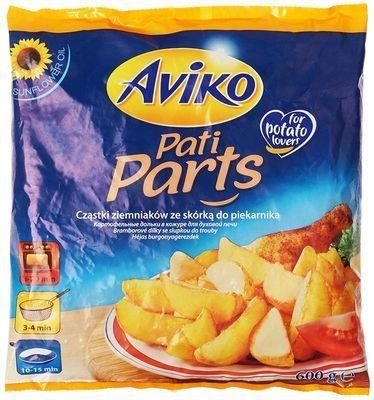 SUNFLOWER OIL
AVIKO
for
potato
lovers
Pati
Parts
Cząstki ziemniaków ze skórką do piekarnika
Картофельные дольки в кожуре для духовой печи
Bramborové dílky se slupkou do trouby
Héjas burgonyagerezdek
min
3-4 min
10-15 min
600 g e